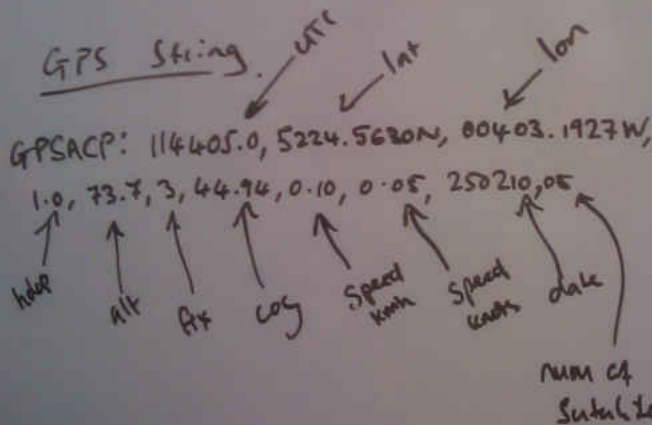 GPS String.
UTC
lat
lon
GPSACP: 114405.0, 5224.5630N, 00403.1927W,
1.0, 73.7, 3, 44.94, 0.10, 0.05, 250210,05
hdop
alt
fix
cog
Speed kmh
Speed knots
date
num of